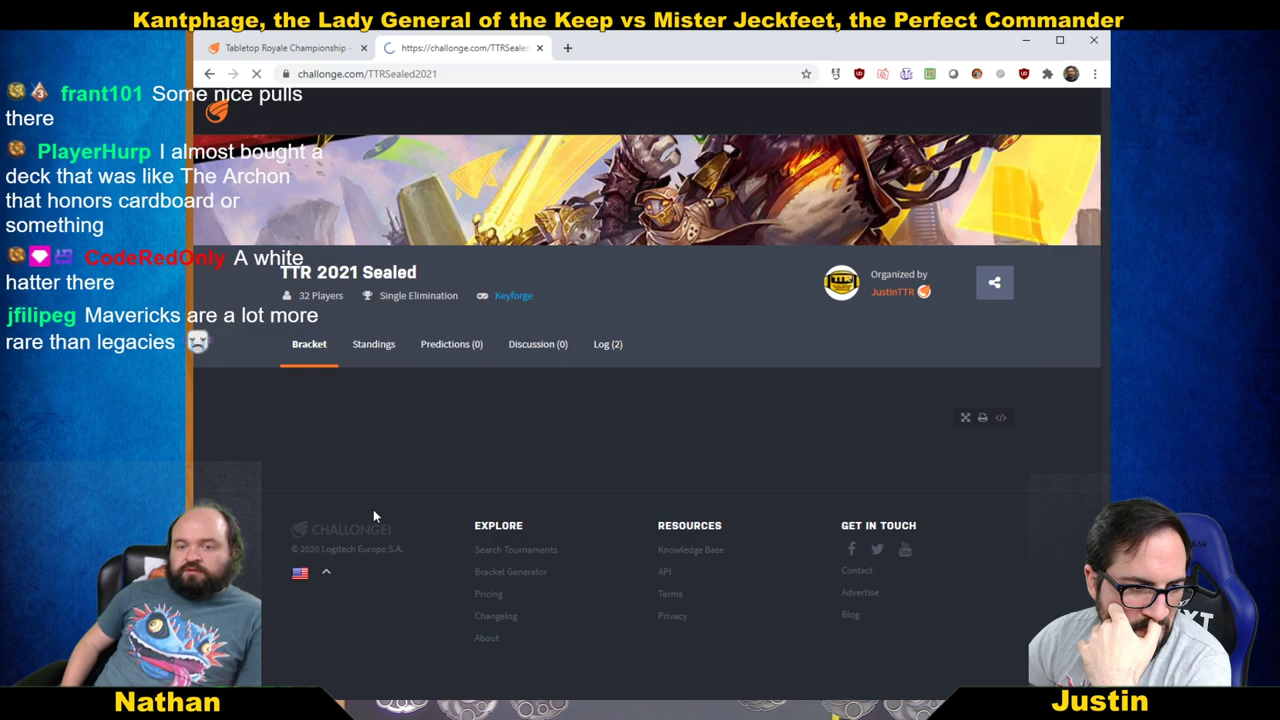 Kantphage, the Lady General of the Keep vs Mister Jeckfeet, the Perfect Commander
Tabletop Royale Championship -
https://challonge.com/TTRSealed
challonge.com/TTRSealed2021
frant101 Some nice pulls
there
PlayerHurp I almost bought a
deck that was like The Archon
that honors cardboard or
something
CodeRedOnly A white
hatter there
jfilipeg Mavericks are a lot more
rare than legacies
TTR 2021 Sealed
32 Players Single Elimination Keyforge
TTR
Organized by
JustinTTR
Bracket Standings Predictions (0) Discussion (0) Log (2)
CHALLONGE!
© 2020 Logitech Europe S.A.
EXPLORE
Search Tournaments
Bracket Generator
Pricing
Changelog
About
RESOURCES
Knowledge Base
API
Terms
Privacy
GET IN TOUCH
Contact
Advertise
Blog
Nathan
Justin